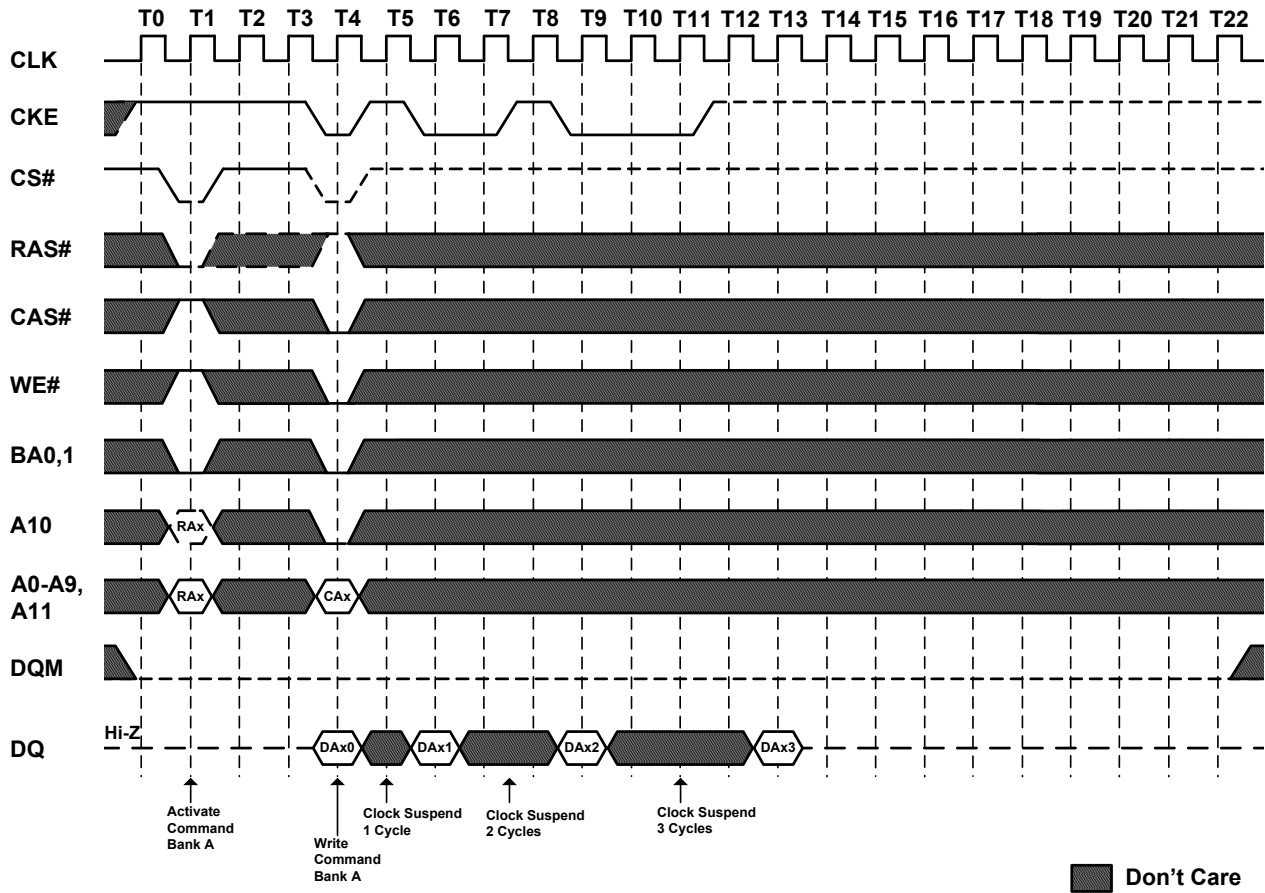 T0 T1 T2 T3 T4 T5 T6 T7 T8 T9 T10 T11 T12 T13 T14 T15 T16 T17 T18 T19 T20 T21 T22
CLK
CKE
CS#
RAS#
CAS#
WE#
BA0,1
A10
RAx
A0-A9,
A11
RAx CAx
DQM
Hi-Z
DQ
DAx0 DAx1 DAx2 DAx3
Activate
Command
Bank A
Write
Command
Bank A
Clock Suspend
1 Cycle
Clock Suspend
2 Cycles
Clock Suspend
3 Cycles
Don't Care